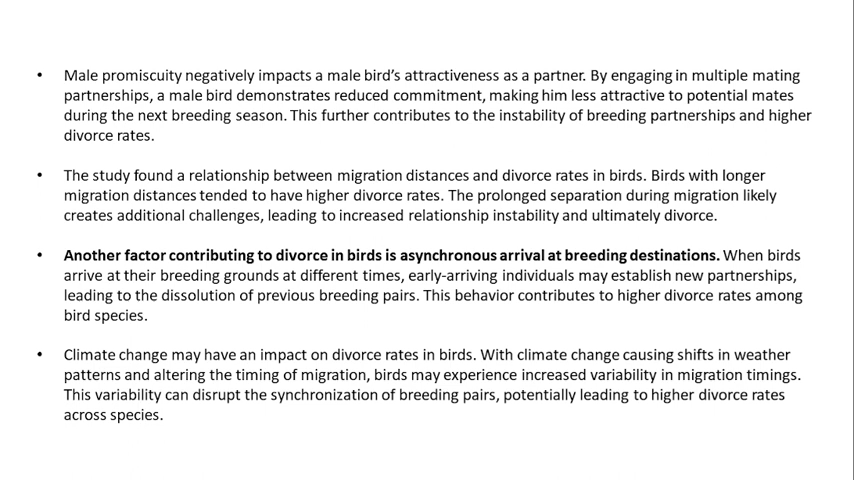 • Male promiscuity negatively impacts a male bird’s attractiveness as a partner. By engaging in multiple mating
partnerships, a male bird demonstrates reduced commitment, making him less attractive to potential mates
during the next breeding season. This further contributes to the instability of breeding partnerships and higher
divorce rates.
• The study found a relationship between migration distances and divorce rates in birds. Birds with longer
migration distances tended to have higher divorce rates. The prolonged separation during migration likely
creates additional challenges, leading to increased relationship instability and ultimately divorce.
• Another factor contributing to divorce in birds is asynchronous arrival at breeding destinations. When birds
arrive at their breeding grounds at different times, early-arriving individuals may establish new partnerships,
leading to the dissolution of previous breeding pairs. This behavior contributes to higher divorce rates among
bird species.
• Climate change may have an impact on divorce rates in birds. With climate change causing shifts in weather
patterns and altering the timing of migration, birds may experience increased variability in migration timings.
This variability can disrupt the synchronization of breeding pairs, potentially leading to higher divorce rates
across species.